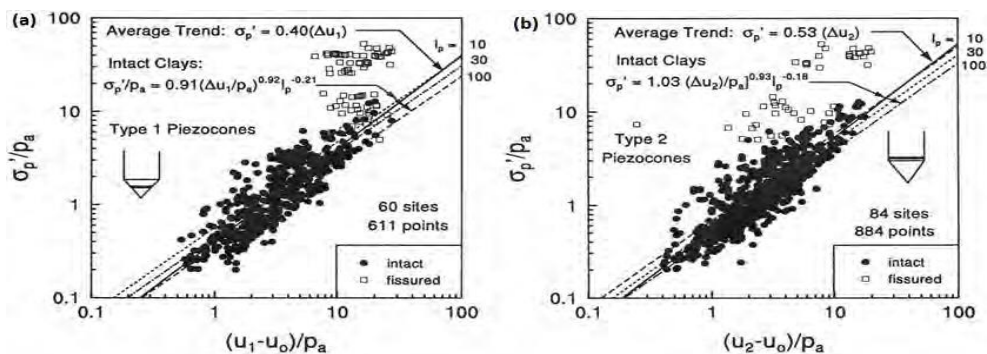 (a)
100
10
1
0.1
σp'/pa
Average Trend: σp' = 0.40(Δu1)
Intact Clays:
σp'/pa = 0.91(Δu1/pa)^0.92 Ip^-0.21
Type 1 Piezocones
Ip = 10
30
100
60 sites
611 points
intact
fissured
0.1 1 10 100
(u1-uo)/pa
(b)
100
10
1
0.1
σp'/pa
Average Trend: σp' = 0.53 (Δu2)
Intact Clays
σp' = 1.03 (Δu2)/pa]^0.93 Ip^-0.18
Type 2
Piezocones
Ip = 10
30
100
84 sites
884 points
intact
fissured
0.1 1 10 100
(u2-uo)/pa